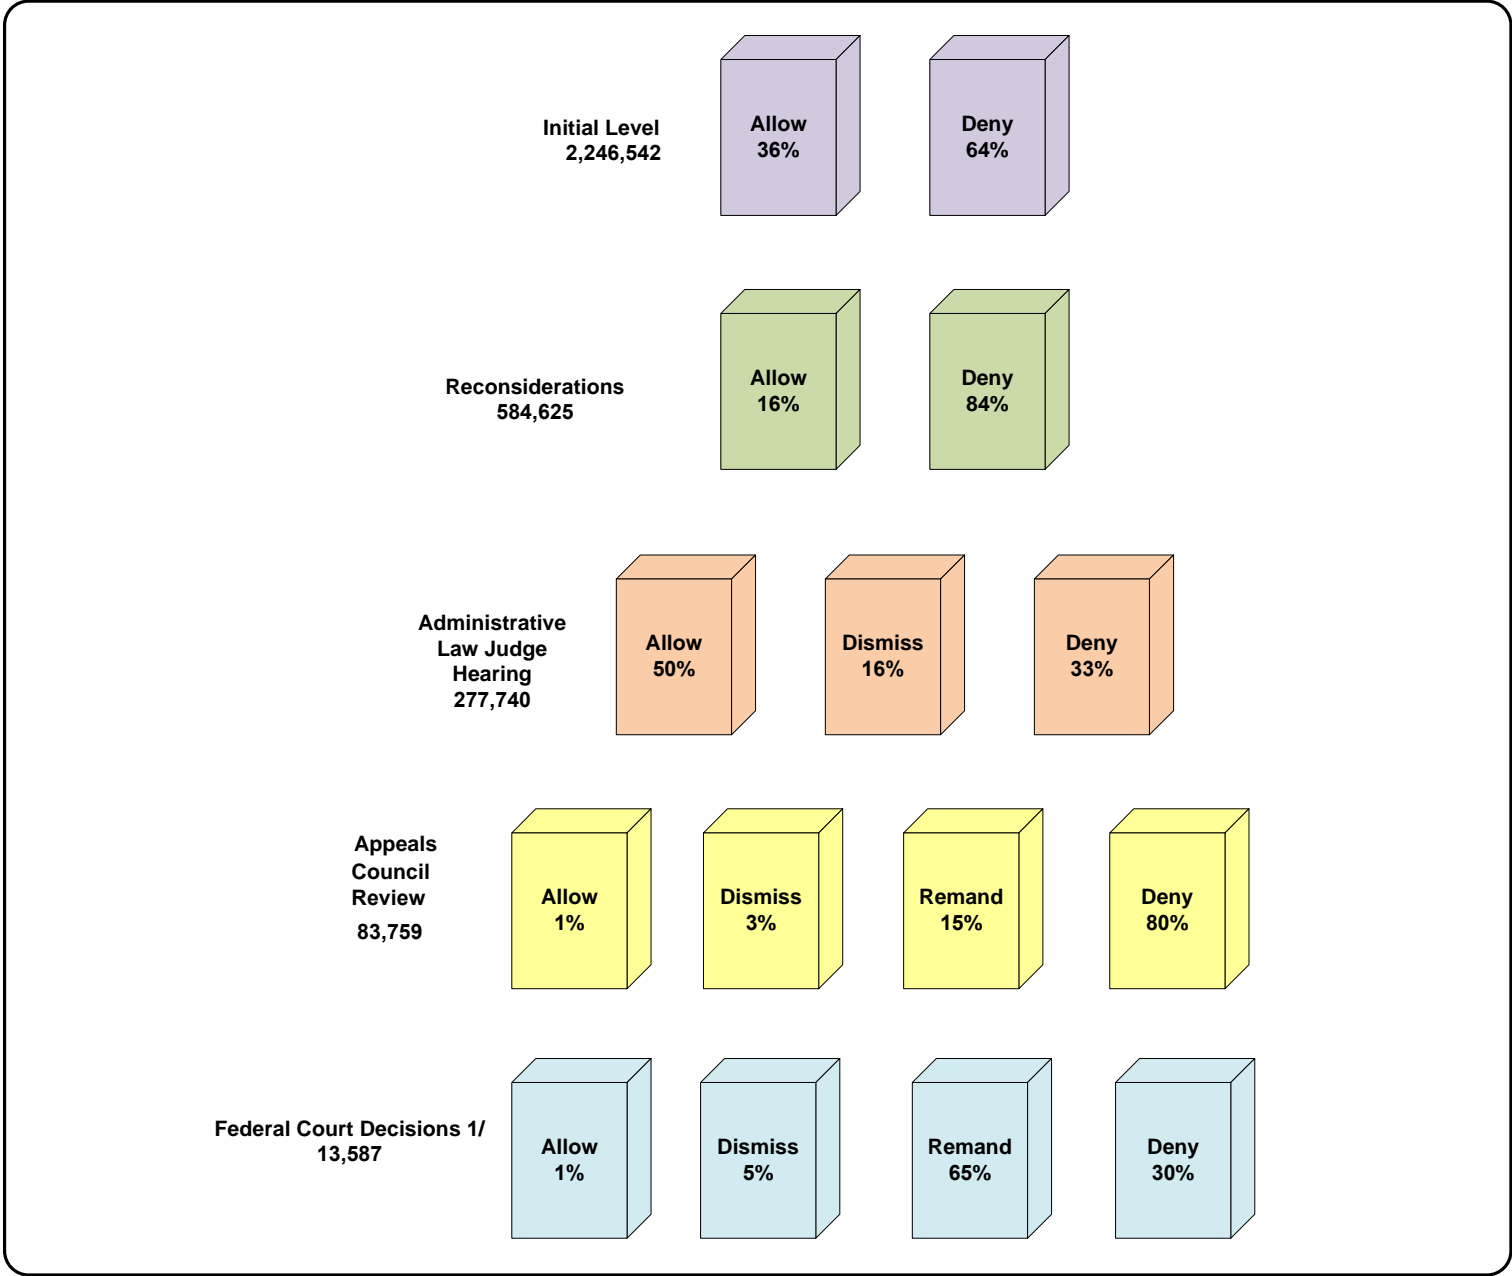 Initial Level
2,246,542
Allow
36%
Deny
64%
Reconsiderations
584,625
Allow
16%
Deny
84%
Administrative
Law Judge
Hearing
277,740
Allow
50%
Dismiss
16%
Deny
33%
Appeals
Council
Review
83,759
Allow
1%
Dismiss
3%
Remand
15%
Deny
80%
Federal Court Decisions 1/
13,587
Allow
1%
Dismiss
5%
Remand
65%
Deny
30%